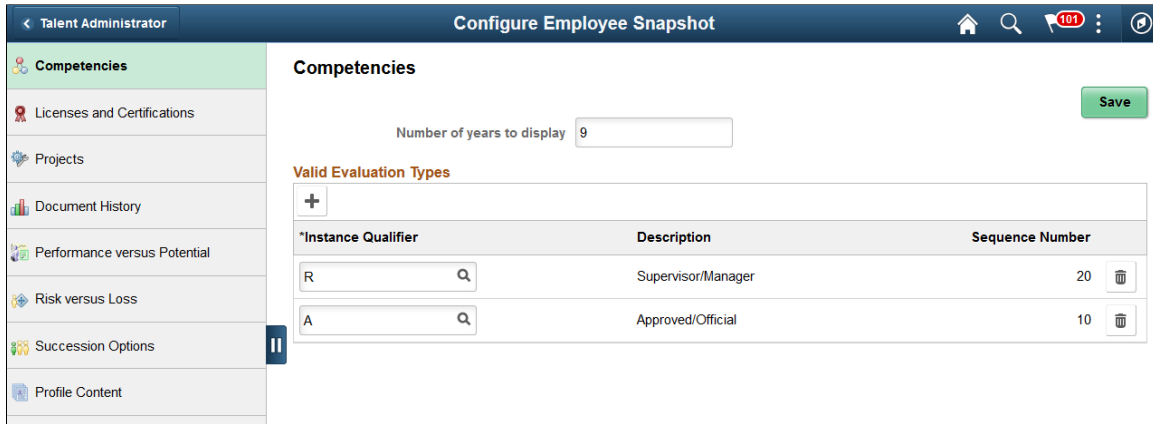 Talent Administrator
Configure Employee Snapshot
101
Competencies
Licenses and Certifications
Projects
Document History
Performance versus Potential
Risk versus Loss
Succession Options
Profile Content
Competencies
Save
Number of years to display 9
Valid Evaluation Types
*Instance Qualifier Description Sequence Number
R Supervisor/Manager 20
A Approved/Official 10